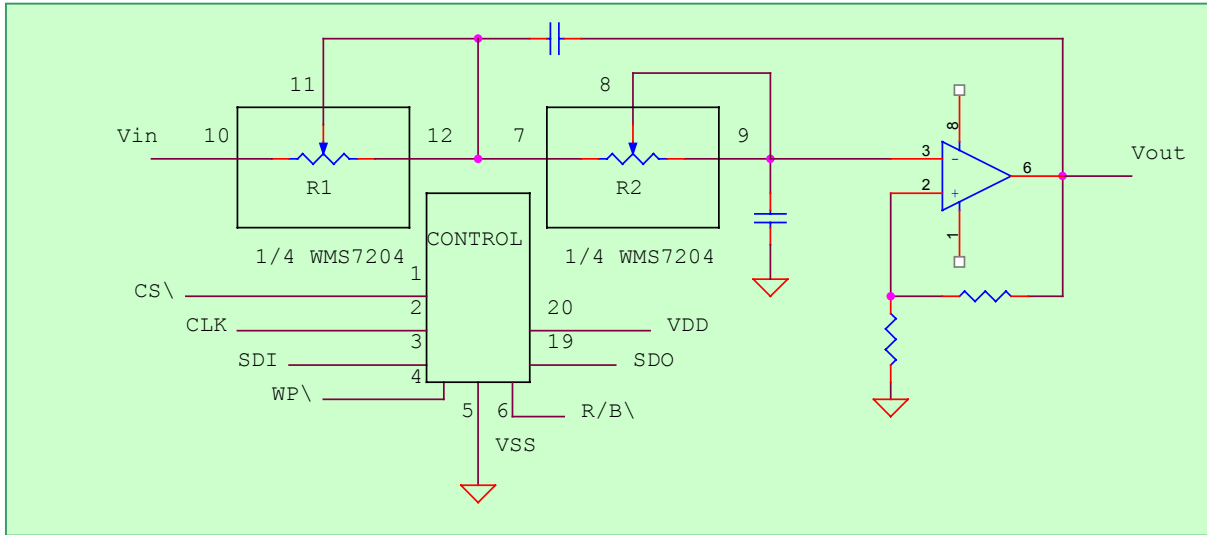 11
8
Vin
10
12
7
9
8
3
-
6
Vout
2
+
R1
R2
1
CONTROL
1/4 WMS7204
1/4 WMS7204
1
CS\
2
20
CLK
VDD
3
19
SDI
SDO
4
WP\
5
6
R/B\
VSS